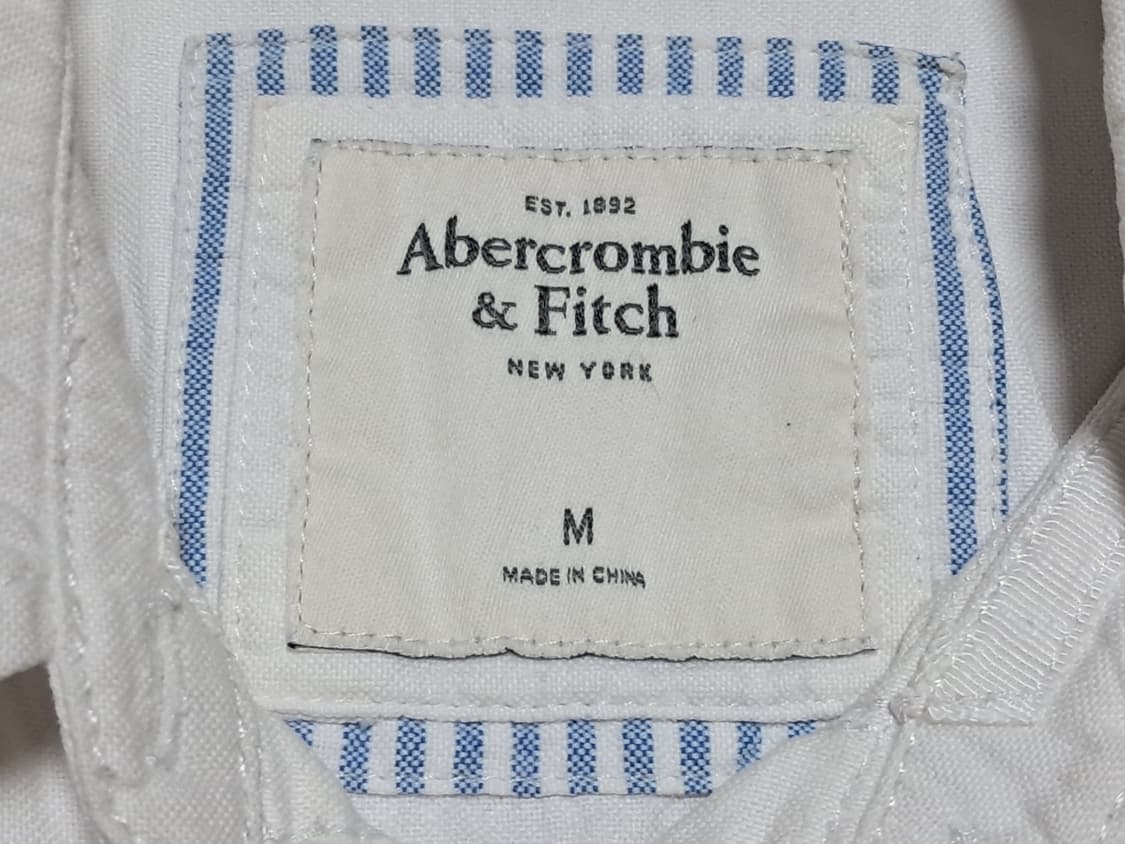 EST. 1892
Abercrombie
& Fitch
NEW YORK
M
MADE IN CHINA